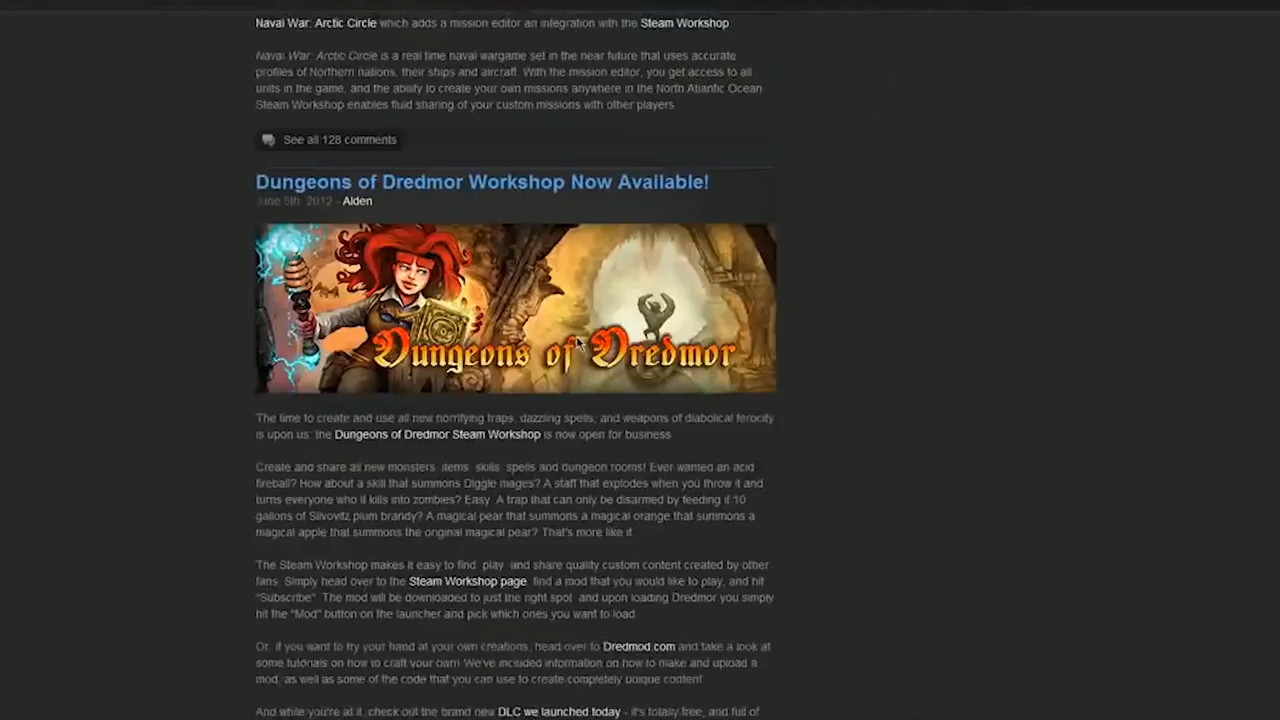 Naval War: Arctic Circle which adds a mission editor an integration with the Steam Workshop
Naval War: Arctic Circle is a real time naval wargame set in the near future that uses accurate
profiles of Northern nations, their ships and aircraft. With the mission editor, you get access to all
units in the game, and the ability to create your own missions anywhere in the North Atlantic Ocean
Steam Workshop enables fluid sharing of your custom missions with other players
See all 128 comments
Dungeons of Dredmor Workshop Now Available!
June 5th, 2012 - Alden
Dungeons of Dredmor
The time to create and use all new horrifying traps, dazzling spells, and weapons of diabolical ferocity
is upon us: the Dungeons of Dredmor Steam Workshop is now open for business
Create and share all new monsters, items, skills, spells and dungeon rooms! Ever wanted an acid
fireball? How about a skill that summons Diggle mages? A staff that explodes when you throw it and
turns everyone who it kills into zombies? Easy. A trap that can only be disarmed by feeding it 10
gallons of Slivovitz plum brandy? A magical pear that summons a magical orange that summons a
magical apple that summons the original magical pear? That's more like it
The Steam Workshop makes it easy to find, play, and share quality custom content created by other
fans. Simply head over to the Steam Workshop page, find a mod that you would like to play, and hit
"Subscribe". The mod will be downloaded to just the right spot, and upon loading Dredmor you simply
hit the "Mod" button on the launcher and pick which ones you want to load
Or, if you want to try your hand at your own creations, head over to Dredmod.com and take a look at
some tutorials on how to craft your own! We've included information on how to make and upload a
mod, as well as some of the code that you can use to create completely unique content
And while you're at it, check out the brand new DLC we launched today - it's totally free, and full of